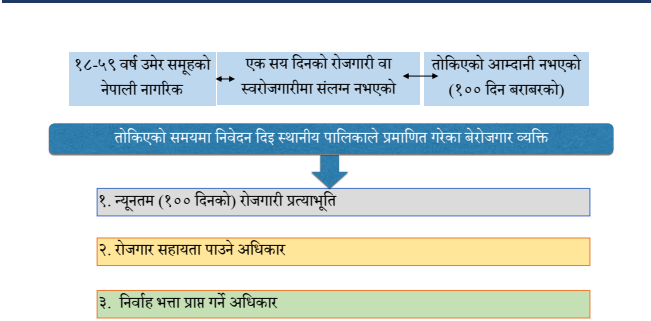 १८-५९ वर्ष उमेर समूहको
नेपाली नागरिक
एक सय दिनको रोजगारी वा
स्वरोजगारीमा संलग्न नभएको
तोकिएको आम्दानी नभएको
(१०० दिन बराबरको)
तोकिएको समयमा निवेदन दिइ स्थानीय पालिकाले प्रमाणित गरेका बेरोजगार व्यक्ति
१. न्यूनतम (१०० दिनको) रोजगारी प्रत्याभूति
२. रोजगार सहायता पाउने अधिकार
३. निर्वाह भत्ता प्राप्त गर्ने अधिकार